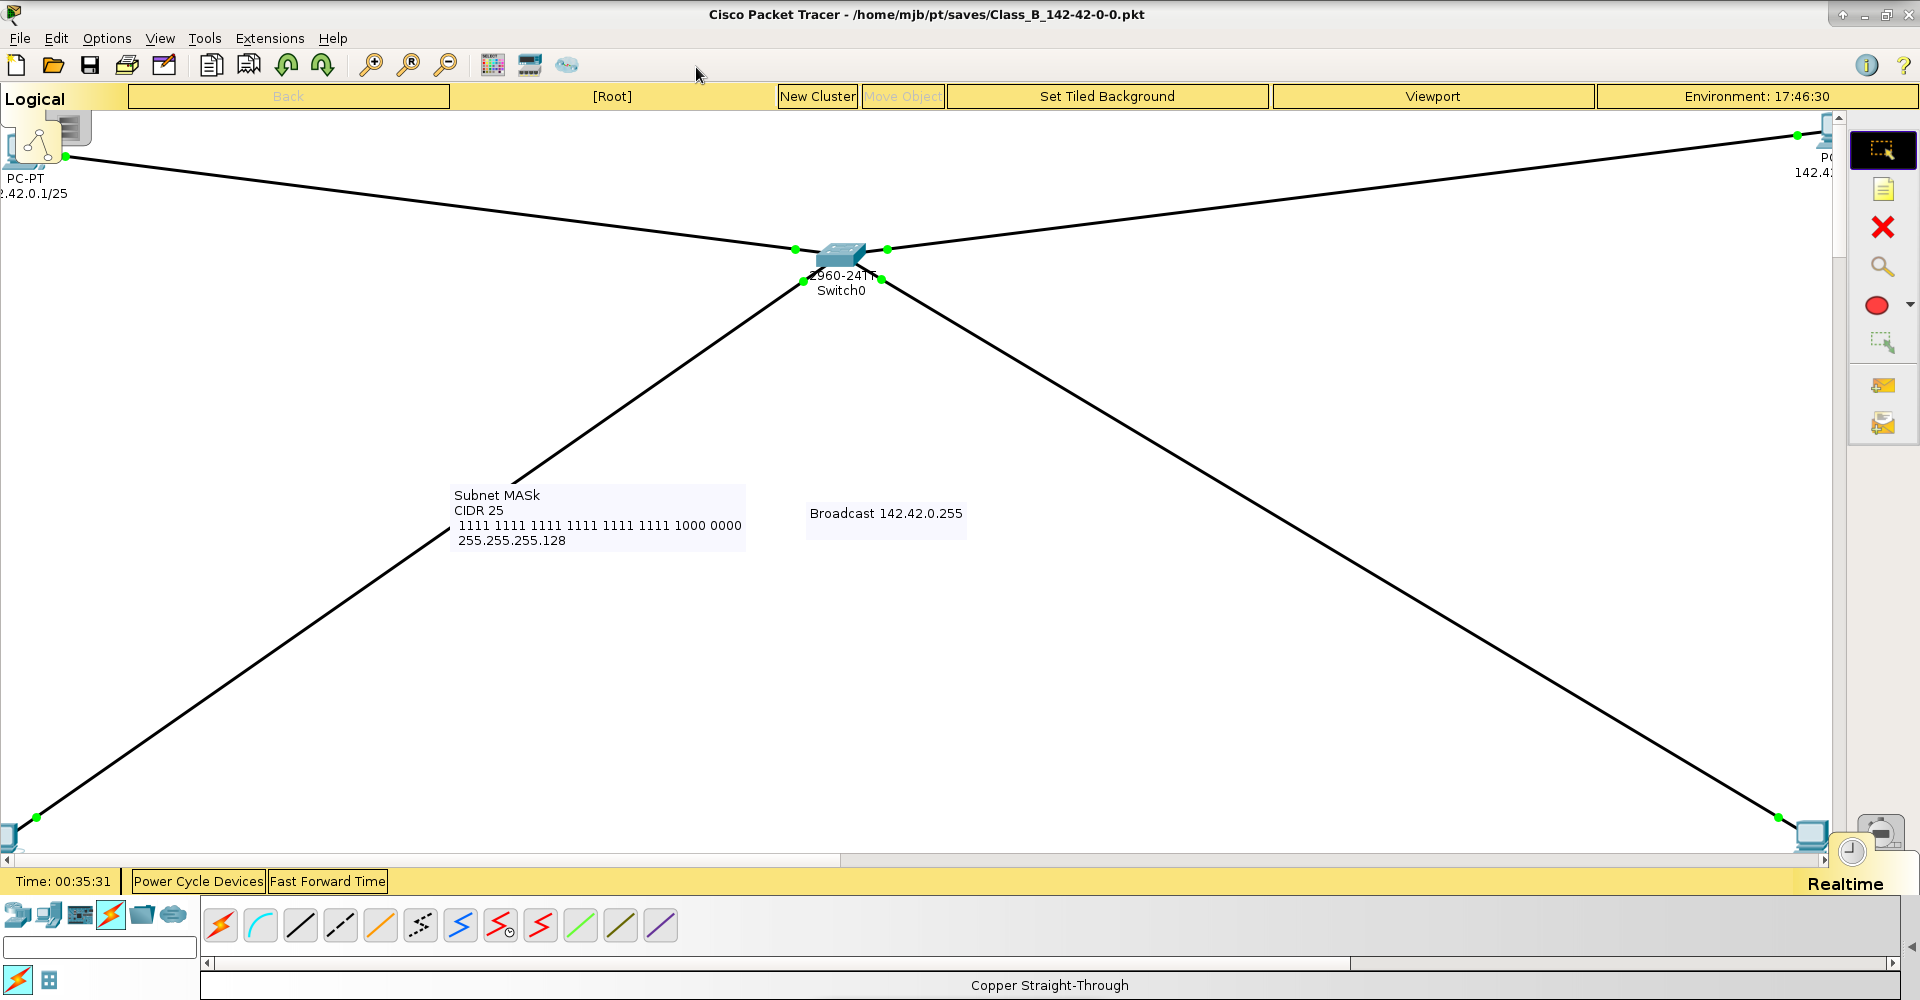 Cisco Packet Tracer - /home/mjb/pt/saves/Class_B_142-42-0-0.pkt
File Edit Options View Tools Extensions Help
Logical
Back
[Root]
New Cluster
Move Object
Set Tiled Background
Viewport
Environment: 17:46:30
PC-PT
2.42.0.1/25
PC
142.42
2960-24TT
Switch0
Subnet MASk
CIDR 25
1111 1111 1111 1111 1111 1111 1000 0000
255.255.255.128
Broadcast 142.42.0.255
Time: 00:35:31
Power Cycle Devices
Fast Forward Time
Realtime
Copper Straight-Through